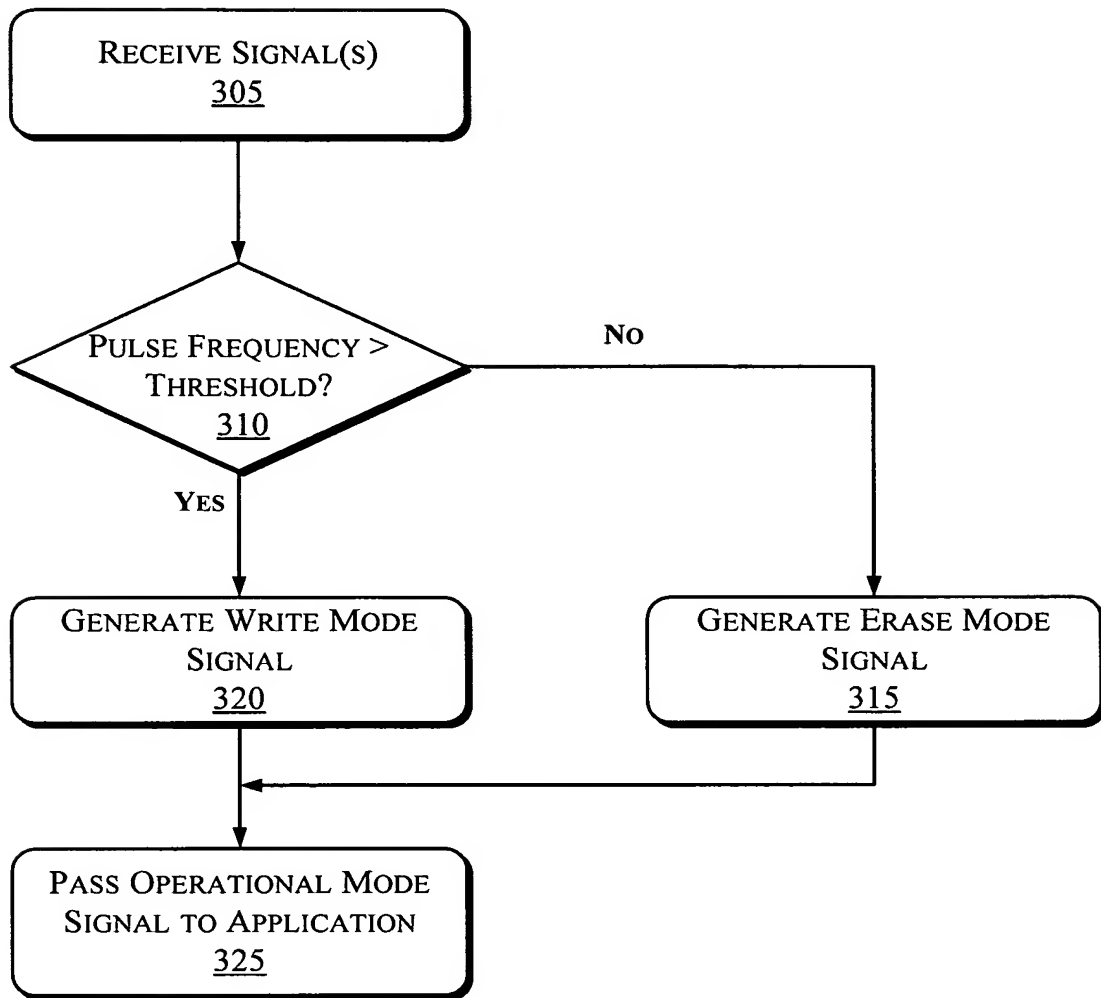 RECEIVE SIGNAL(S)
305
PULSE FREQUENCY >
THRESHOLD?
310
NO
YES
GENERATE WRITE MODE
SIGNAL
320
GENERATE ERASE MODE
SIGNAL
315
PASS OPERATIONAL MODE
SIGNAL TO APPLICATION
325